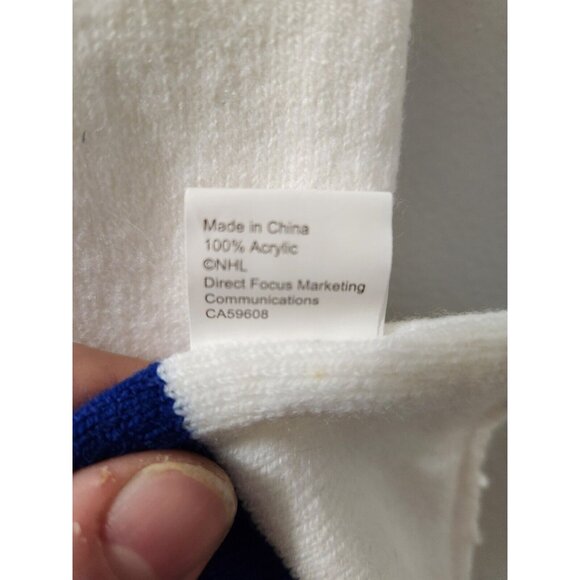 Made in China
100% Acrylic
©NHL
Direct Focus Marketing
Communications
CA59608